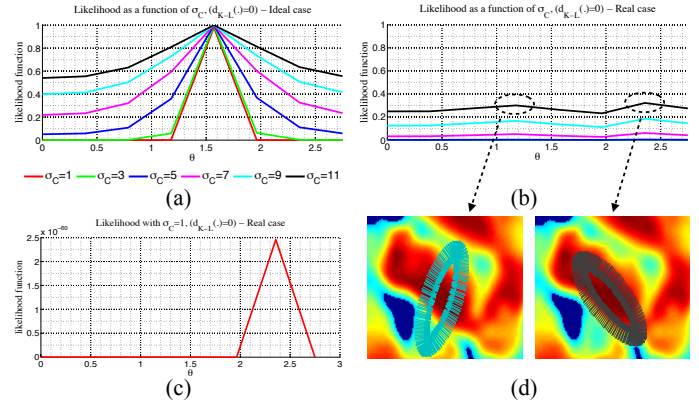 Likelihood as a function of σC, (dK−L(.)=0) − Ideal case
likelihood function
1
0.8
0.6
0.4
0.2
0
0 0.5 1 1.5 2 2.5
θ
σC=1 σC=3 σC=5 σC=7 σC=9 σC=11
(a)
Likelihood as a function of σC, (dK−L(.)=0) − Real case
likelihood function
1
0.8
0.6
0.4
0.2
0
0 0.5 1 1.5 2 2.5
θ
(b)
Likelihood with σC=1, (dK−L(.)=0) − Real case
x 10−60
likelihood function
2.5
2
1.5
1
0.5
0
0 0.5 1 1.5 2 2.5 3
θ
(c)
(d)